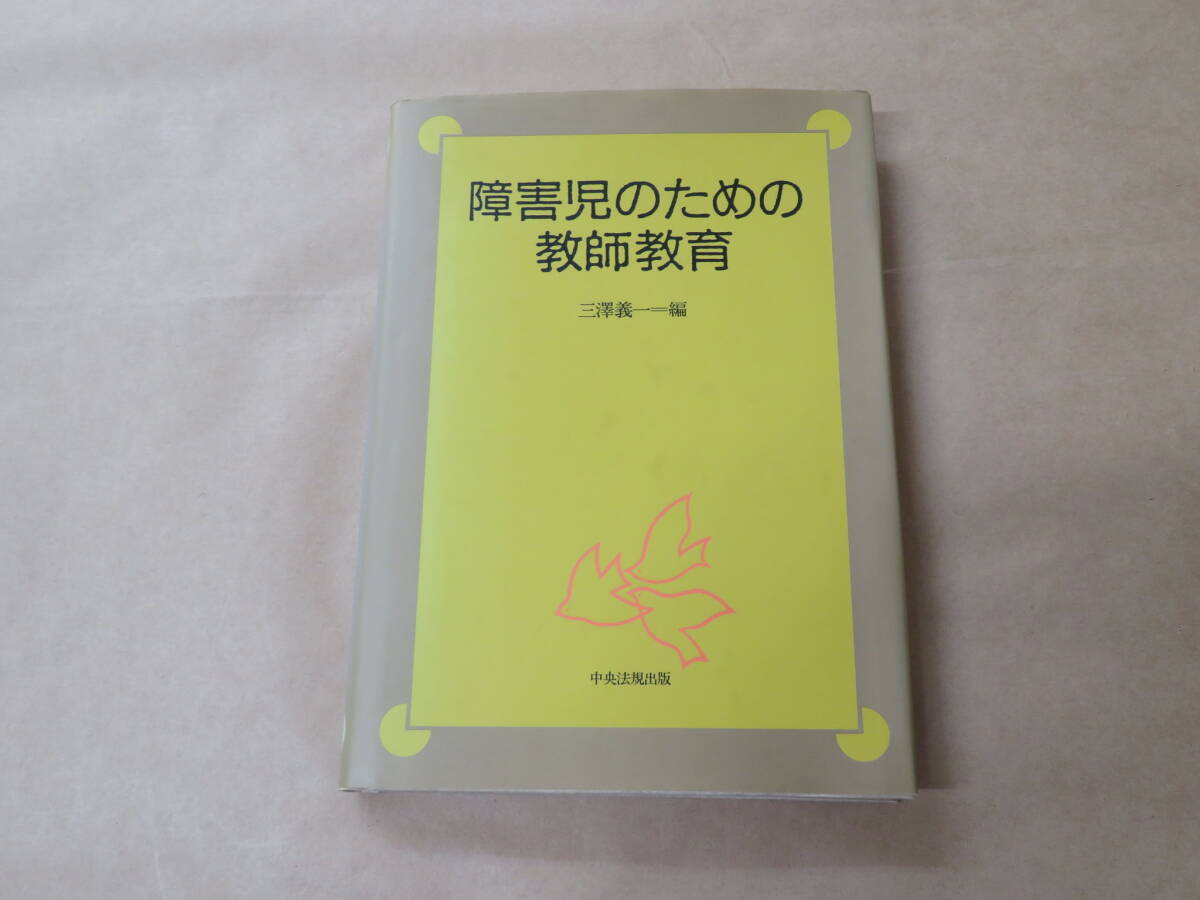 障害児のための
教師教育
三澤義一＝編
中央法規出版